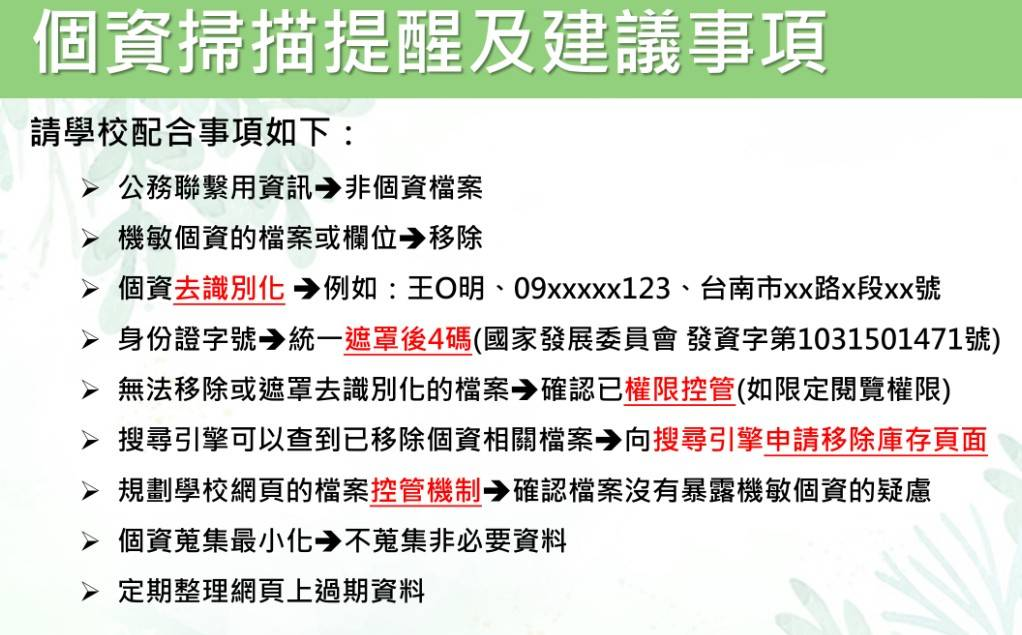 個資掃描提醒及建議事項
請學校配合事項如下：
➢ 公務聯繫用資訊➔非個資檔案
➢ 機敏個資的檔案或欄位➔移除
➢ 個資去識別化 ➔例如：王O明、09xxxxx123、台南市xx路x段xx號
➢ 身份證字號➔統一遮罩後4碼(國家發展委員會 發資字第1031501471號)
➢ 無法移除或遮罩去識別化的檔案➔確認已權限控管(如限定閱覽權限)
➢ 搜尋引擎可以查到已移除個資相關檔案➔向搜尋引擎申請移除庫存頁面
➢ 規劃學校網頁的檔案控管機制➔確認檔案沒有暴露機敏個資的疑慮
➢ 個資蒐集最小化➔不蒐集非必要資料
➢ 定期整理網頁上過期資料